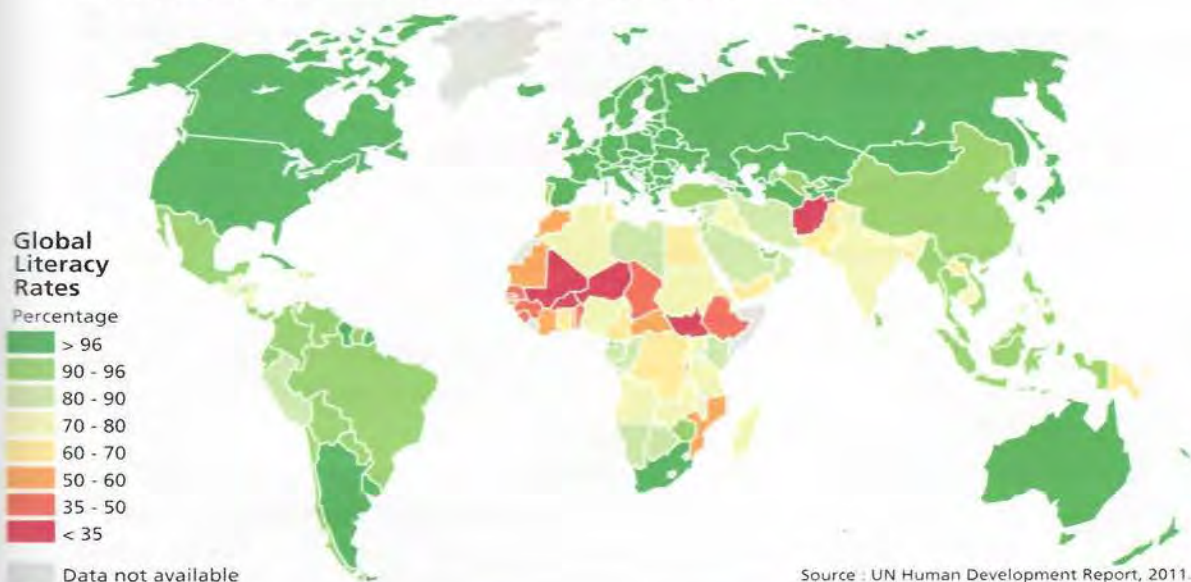 Global
Literacy
Rates
Percentage
> 96
90 - 96
80 - 90
70 - 80
60 - 70
50 - 60
35 - 50
< 35
Data not available
Source : UN Human Development Report, 2011.